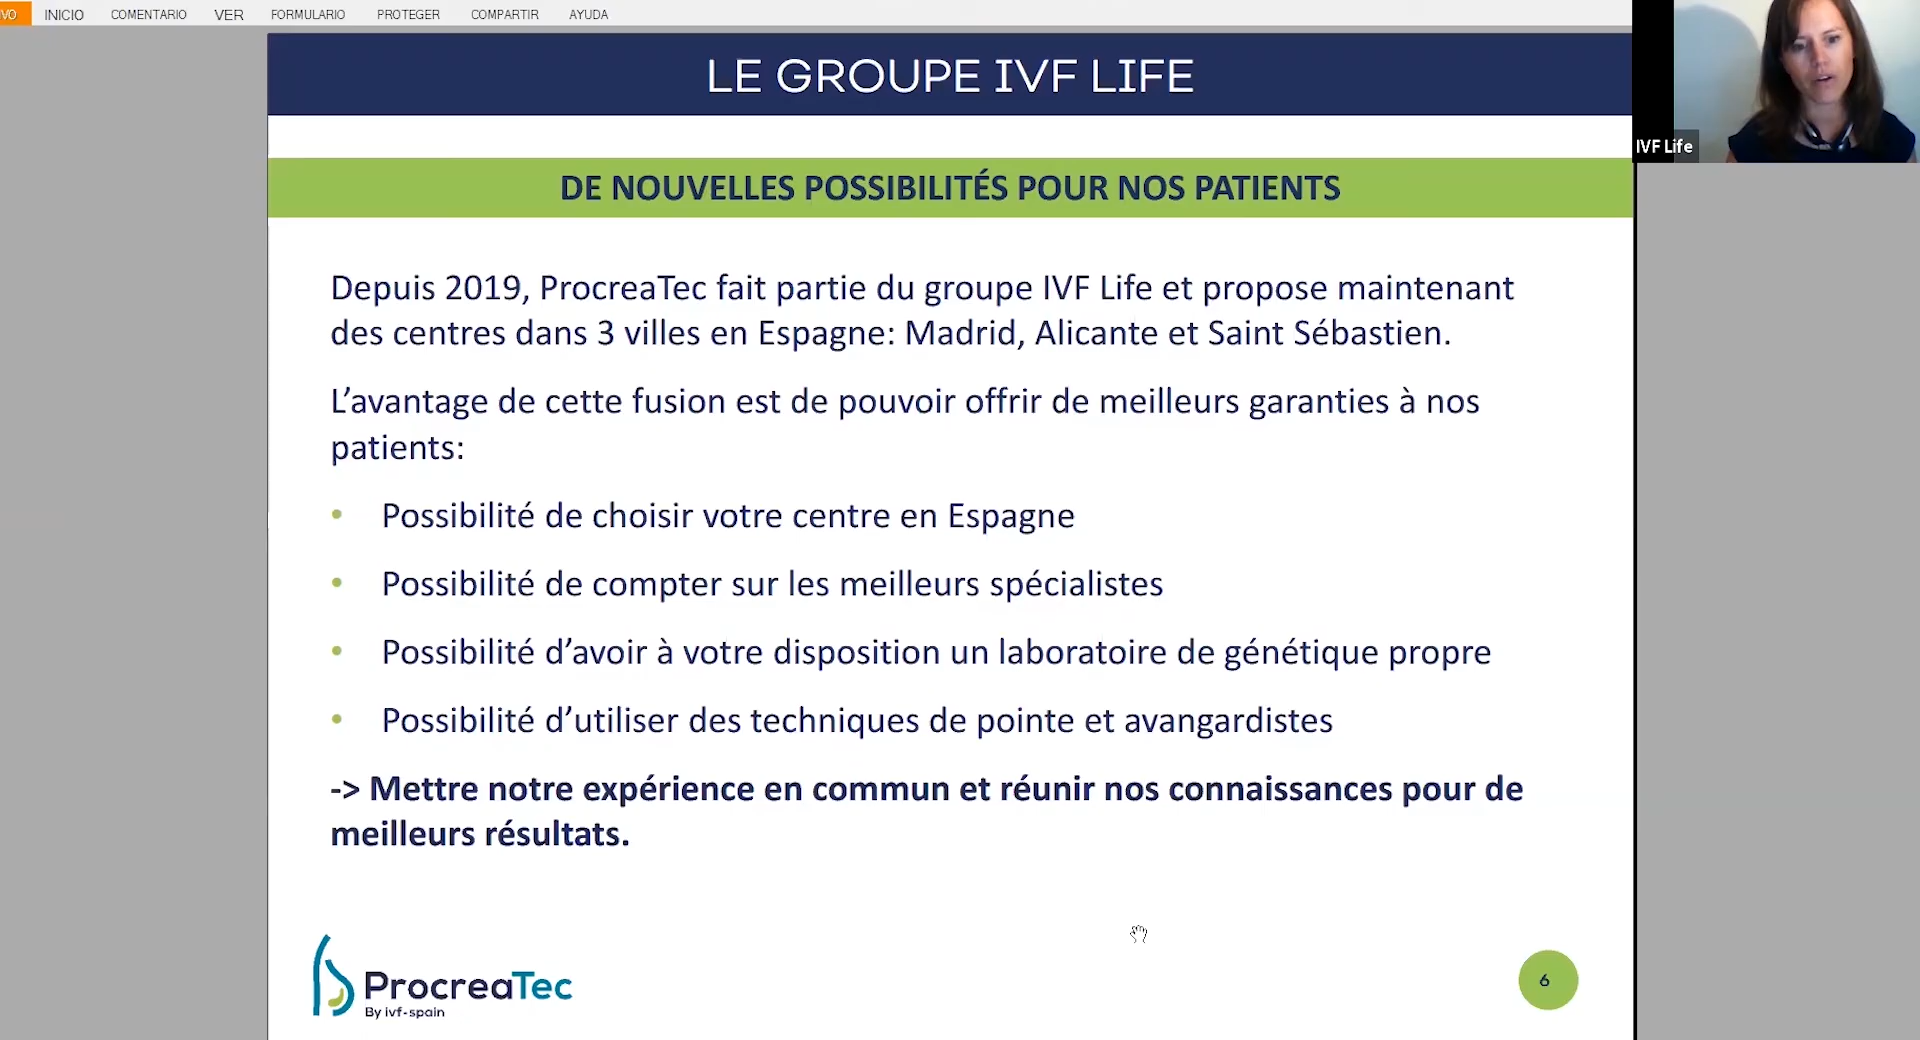 VO INICIO COMENTARIO VER FORMULARIO PROTEGER COMPARTIR AYUDA
LE GROUPE IVF LIFE
IVF Life
DE NOUVELLES POSSIBILITÉS POUR NOS PATIENTS
Depuis 2019, ProcreaTec fait partie du groupe IVF Life et propose maintenant
des centres dans 3 villes en Espagne: Madrid, Alicante et Saint Sébastien.
L’avantage de cette fusion est de pouvoir offrir de meilleurs garanties à nos
patients:
• Possibilité de choisir votre centre en Espagne
• Possibilité de compter sur les meilleurs spécialistes
• Possibilité d’avoir à votre disposition un laboratoire de génétique propre
• Possibilité d’utiliser des techniques de pointe et avangardistes
-> Mettre notre expérience en commun et réunir nos connaissances pour de
meilleurs résultats.
ProcreaTec
By ivf-spain
6